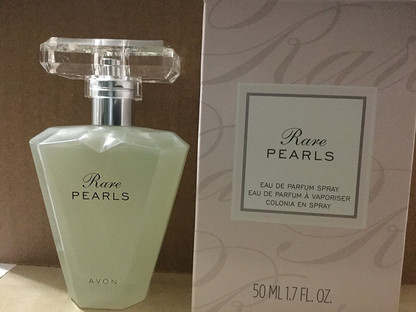 Rare
PEARLS
AVON
Rare
PEARLS
EAU DE PARFUM SPRAY
EAU DE PARFUM À VAPORISER
COLONIA EN SPRAY
50 ML 1.7 FL. OZ.